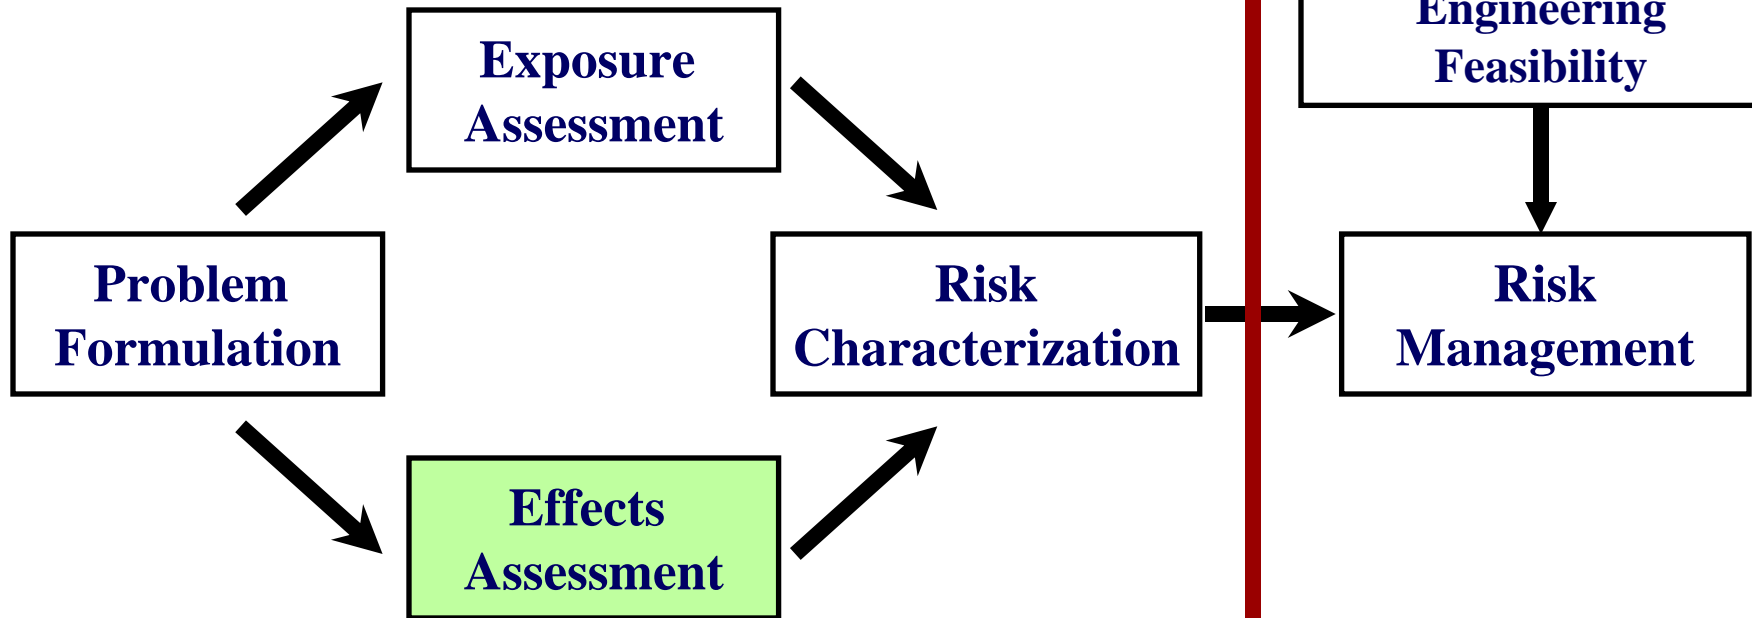 Exposure
Assessment
Engineering
Feasibility
Problem
Formulation
Risk
Characterization
Risk
Management
Effects
Assessment